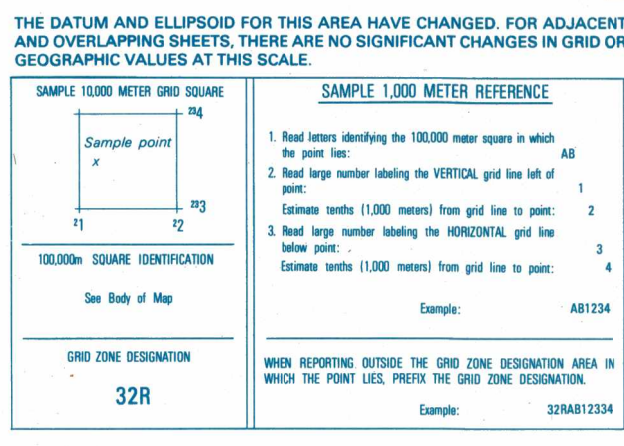 THE DATUM AND ELLIPSOID FOR THIS AREA HAVE CHANGED. FOR ADJACENT
AND OVERLAPPING SHEETS, THERE ARE NO SIGNIFICANT CHANGES IN GRID OR
GEOGRAPHIC VALUES AT THIS SCALE.
SAMPLE 10,000 METER GRID SQUARE
²³4
Sample point
x
²³3
²1
²2
100,000m SQUARE IDENTIFICATION
See Body of Map
GRID ZONE DESIGNATION
32R
SAMPLE 1,000 METER REFERENCE
1. Read letters identifying the 100,000 meter square in which
the point lies: AB
2. Read large number labeling the VERTICAL grid line left of
point: 1
Estimate tenths (1,000 meters) from grid line to point: 2
3. Read large number labeling the HORIZONTAL grid line
below point: 3
Estimate tenths (1,000 meters) from grid line to point: 4
Example: AB1234
WHEN REPORTING OUTSIDE THE GRID ZONE DESIGNATION AREA IN
WHICH THE POINT LIES, PREFIX THE GRID ZONE DESIGNATION.
Example: 32RAB12334